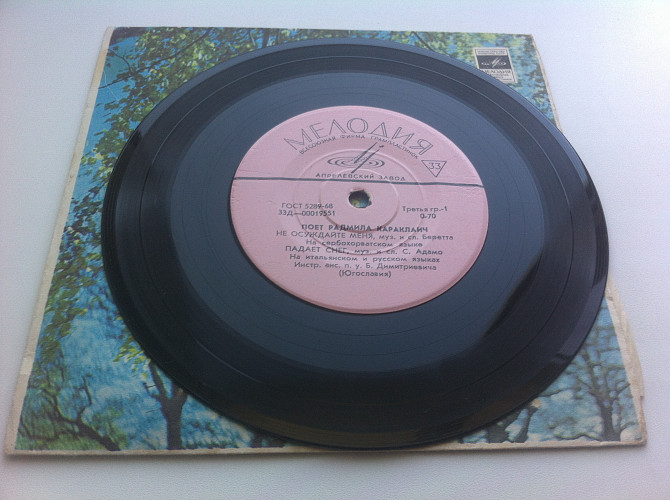 МЕЛОДИЯ
ВСЕСОЮЗНАЯ ФИРМА ГРАМПЛАСТИНОК
33
АПРЕЛЕВСКИЙ ЗАВОД
ГОСТ 5289-68
33Д—00019551
Третья гр.-1
0-70
ПОЕТ РАДМИЛА КАРАКЛАИЧ
НЕ ОСУЖДАЙТЕ МЕНЯ, муз. и сл. Беретта
На сербохорватском языке
ПАДАЕТ СНЕГ, муз. и сл. С. Адамо
На итальянском и русском языках
Инстр. анс. п. у. Б. Димитриевича
(Югославия)
МЕЛОДИЯ